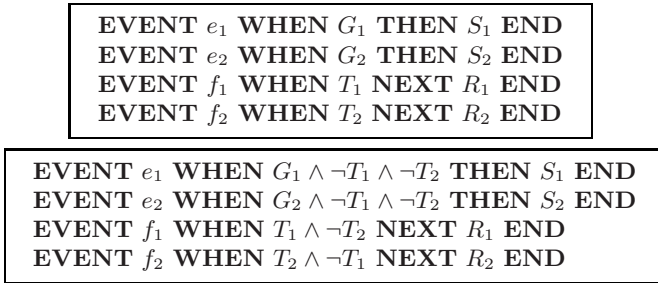 EVENT e₁ WHEN G₁ THEN S₁ END
EVENT e₂ WHEN G₂ THEN S₂ END
EVENT f₁ WHEN T₁ NEXT R₁ END
EVENT f₂ WHEN T₂ NEXT R₂ END
EVENT e₁ WHEN G₁ ∧ ¬T₁ ∧ ¬T₂ THEN S₁ END
EVENT e₂ WHEN G₂ ∧ ¬T₁ ∧ ¬T₂ THEN S₂ END
EVENT f₁ WHEN T₁ ∧ ¬T₂ NEXT R₁ END
EVENT f₂ WHEN T₂ ∧ ¬T₁ NEXT R₂ END